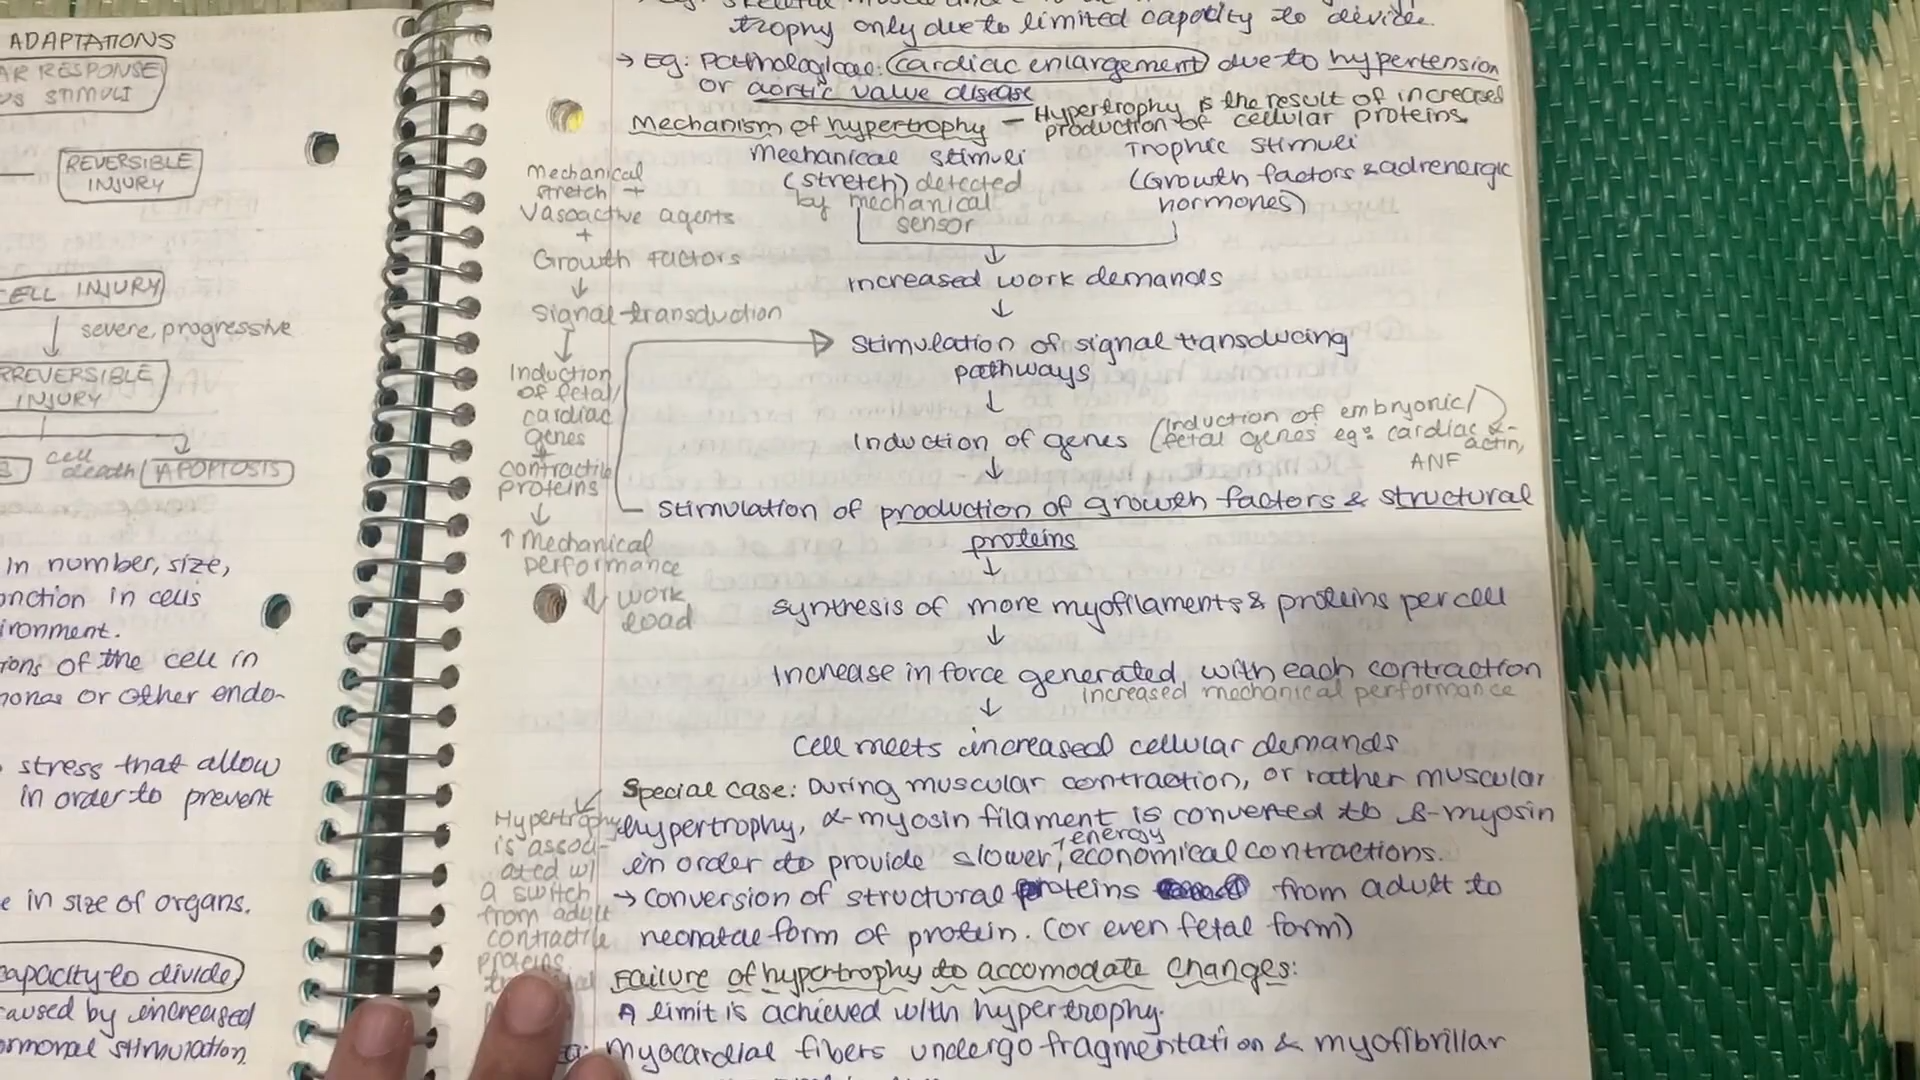 ADAPTATIONS
AR RESPONSE
US STIMULI
REVERSIBLE
INJURY
CELL INJURY
severe, progressive
RREVERSIBLE
INJURY
cell
death
APOPTOSIS
in number, size,
onction in cells
ironment.
ions of the cell in
mones or other endo-
stress that allow
in order to prevent
e in size of organs.
capacity to divide
caused by increased
ormonal stimulation.
trophy only due to limited capacity to divide.
→ Eg: Pathological: cardiac enlargement due to hypertension
or aortic valve disease
Mechanism of hypertrophy – Hypertrophy is the result of increased
production of cellular proteins.
Mechanical stimuli
(stretch) detected
by mechanical
sensor
Trophic stimuli
(Growth factors & adrenergic
hormones)
↓
increased work demands
↓
Stimulation of signal transducing
pathways
↓
Induction of genes (induction of embryonic/
fetal genes eg: cardiac α-
actin,
ANF
↓
Stimulation of production of growth factors & structural
proteins
↓
synthesis of more myofilaments & proteins per cell
↓
Increase in force generated with each contraction
increased mechanical performance
↓
Cell meets increased cellular demands
Special case: During muscular contraction, or rather muscular
hypertrophy, α-myosin filament is converted to β-myosin
energy
in order to provide slower, economical contractions.
→ Conversion of structural proteins from adult to
neonatal form of protein. (or even fetal form)
Failure of hypertrophy to accomodate changes:
A limit is achieved with hypertrophy.
Myocardial fibers undergo fragmentation & myofibrillar
Mechanical
stretch +
Vasoactive agents
+
Growth Factors
↓
Signal transduction
↓
Induction
of fetal/
cardiac
genes
+
contractile
proteins
↓
↑ Mechanical
performance
↓ work
load
Hypertrophy
is associ-
ated w/
a switch
from adult
contractile
proteins